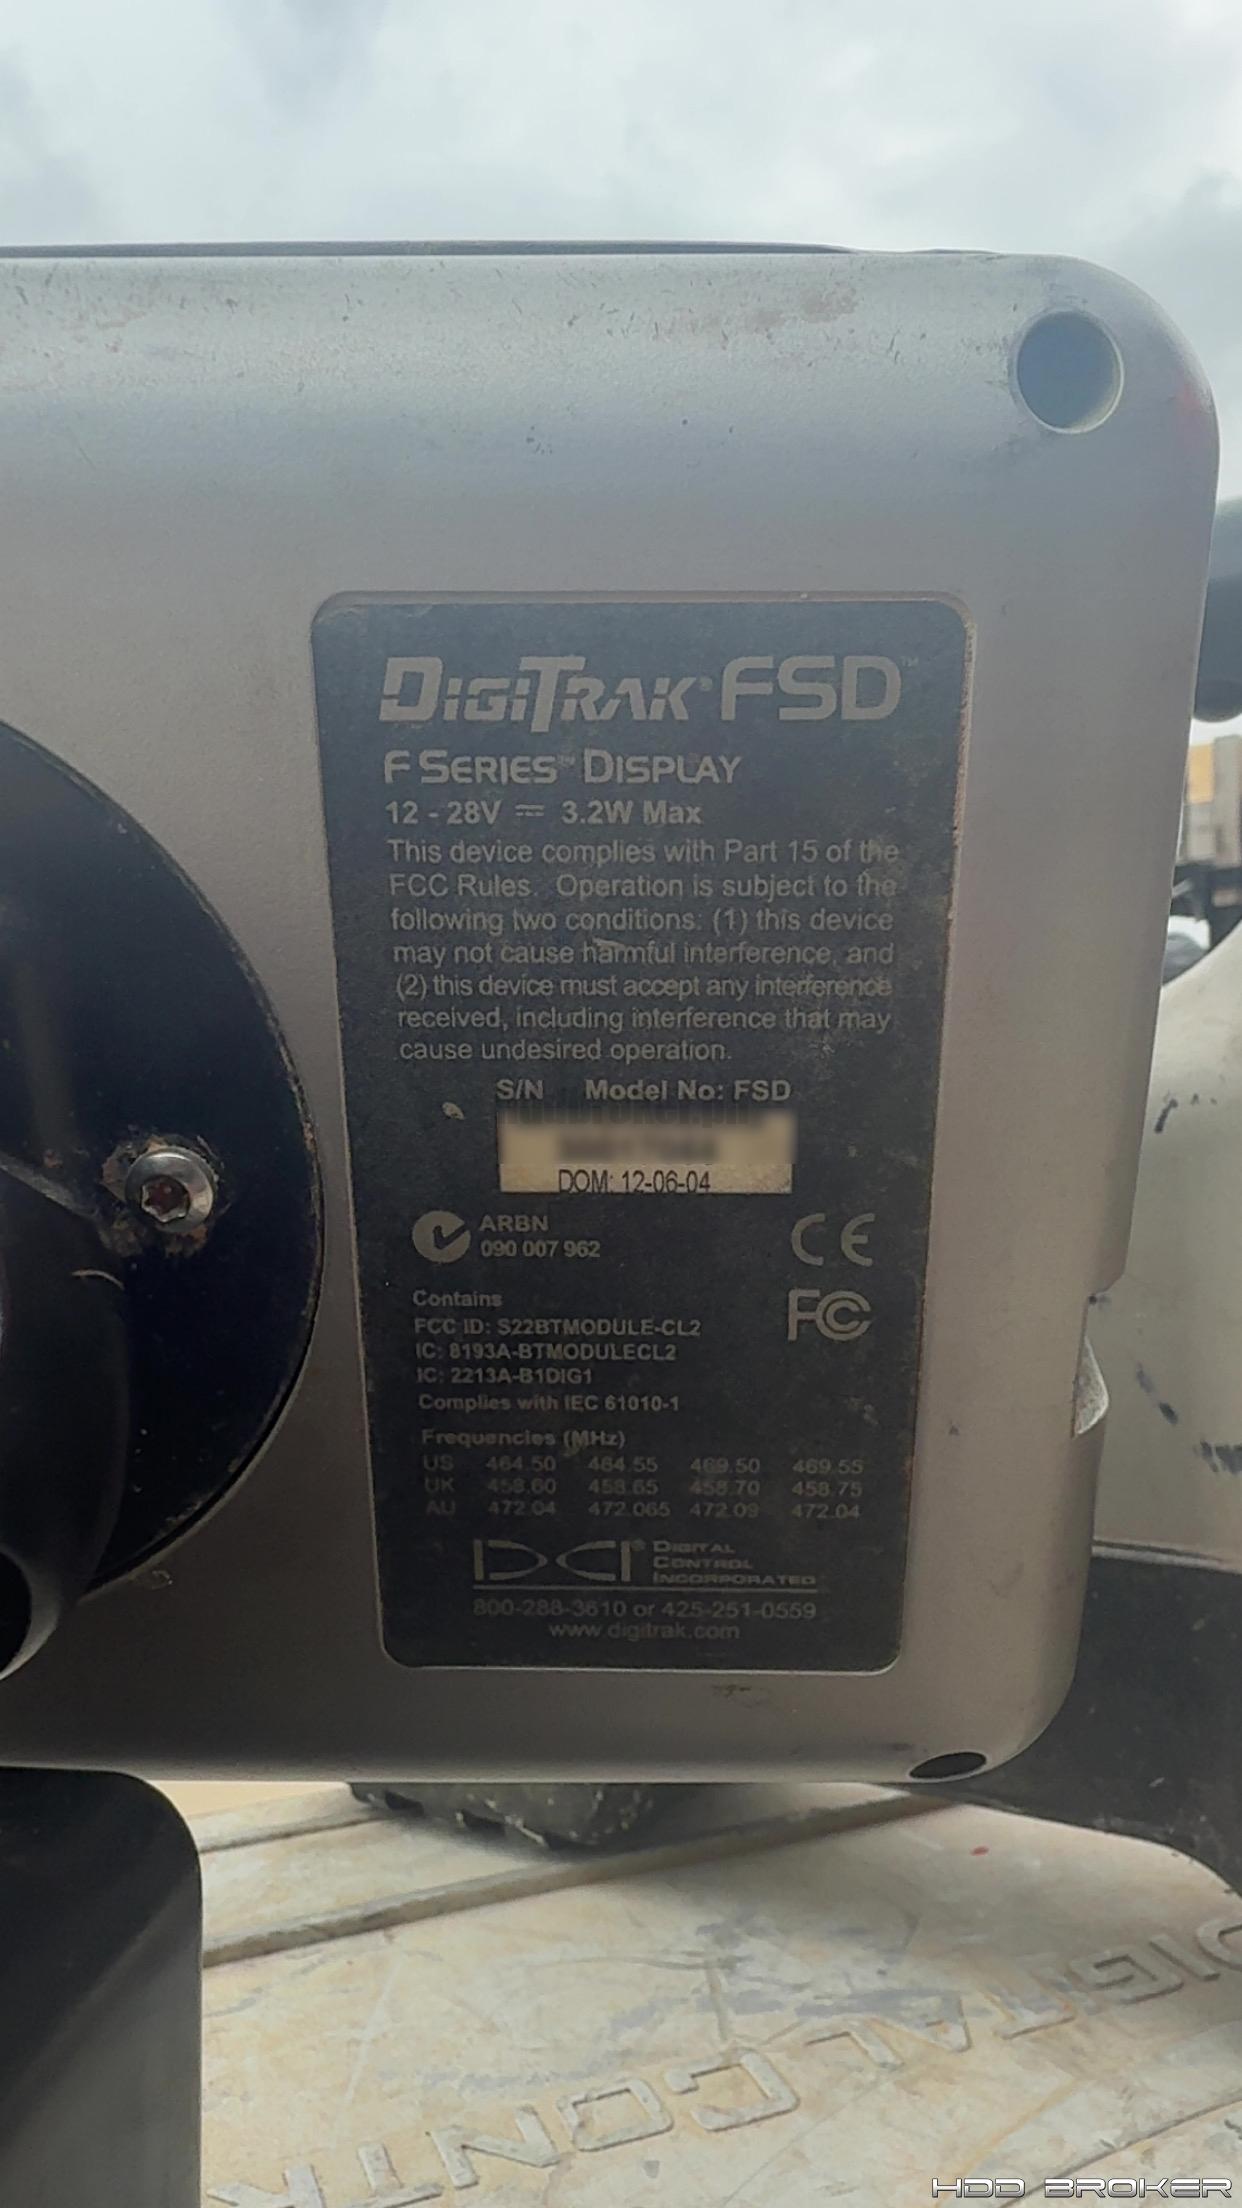 DIGITRAK® FSD™
F SERIES™ DISPLAY
12 - 28V ⎓ 3.2W Max
This device complies with Part 15 of the
FCC Rules. Operation is subject to the
following two conditions: (1) this device
may not cause harmful interference, and
(2) this device must accept any interference
received, including interference that may
cause undesired operation.
S/N Model No: FSD
DOM: 12-06-04
ARBN
090 007 962
CE
Contains
FCC ID: S22BTMODULE-CL2
IC: 8193A-BTMODULECL2
IC: 2213A-B1DIG1
FC
Complies with IEC 61010-1
Frequencies (MHz)
US 464.50 464.55 469.50 469.55
UK 458.60 458.65 458.70 458.75
AU 472.04 472.065 472.09 472.04
DCI® DIGITAL
CONTROL
INCORPORATED
800-288-3610 or 425-251-0559
www.digitrak.com
DIGITAL CONTR
HDD BROKER